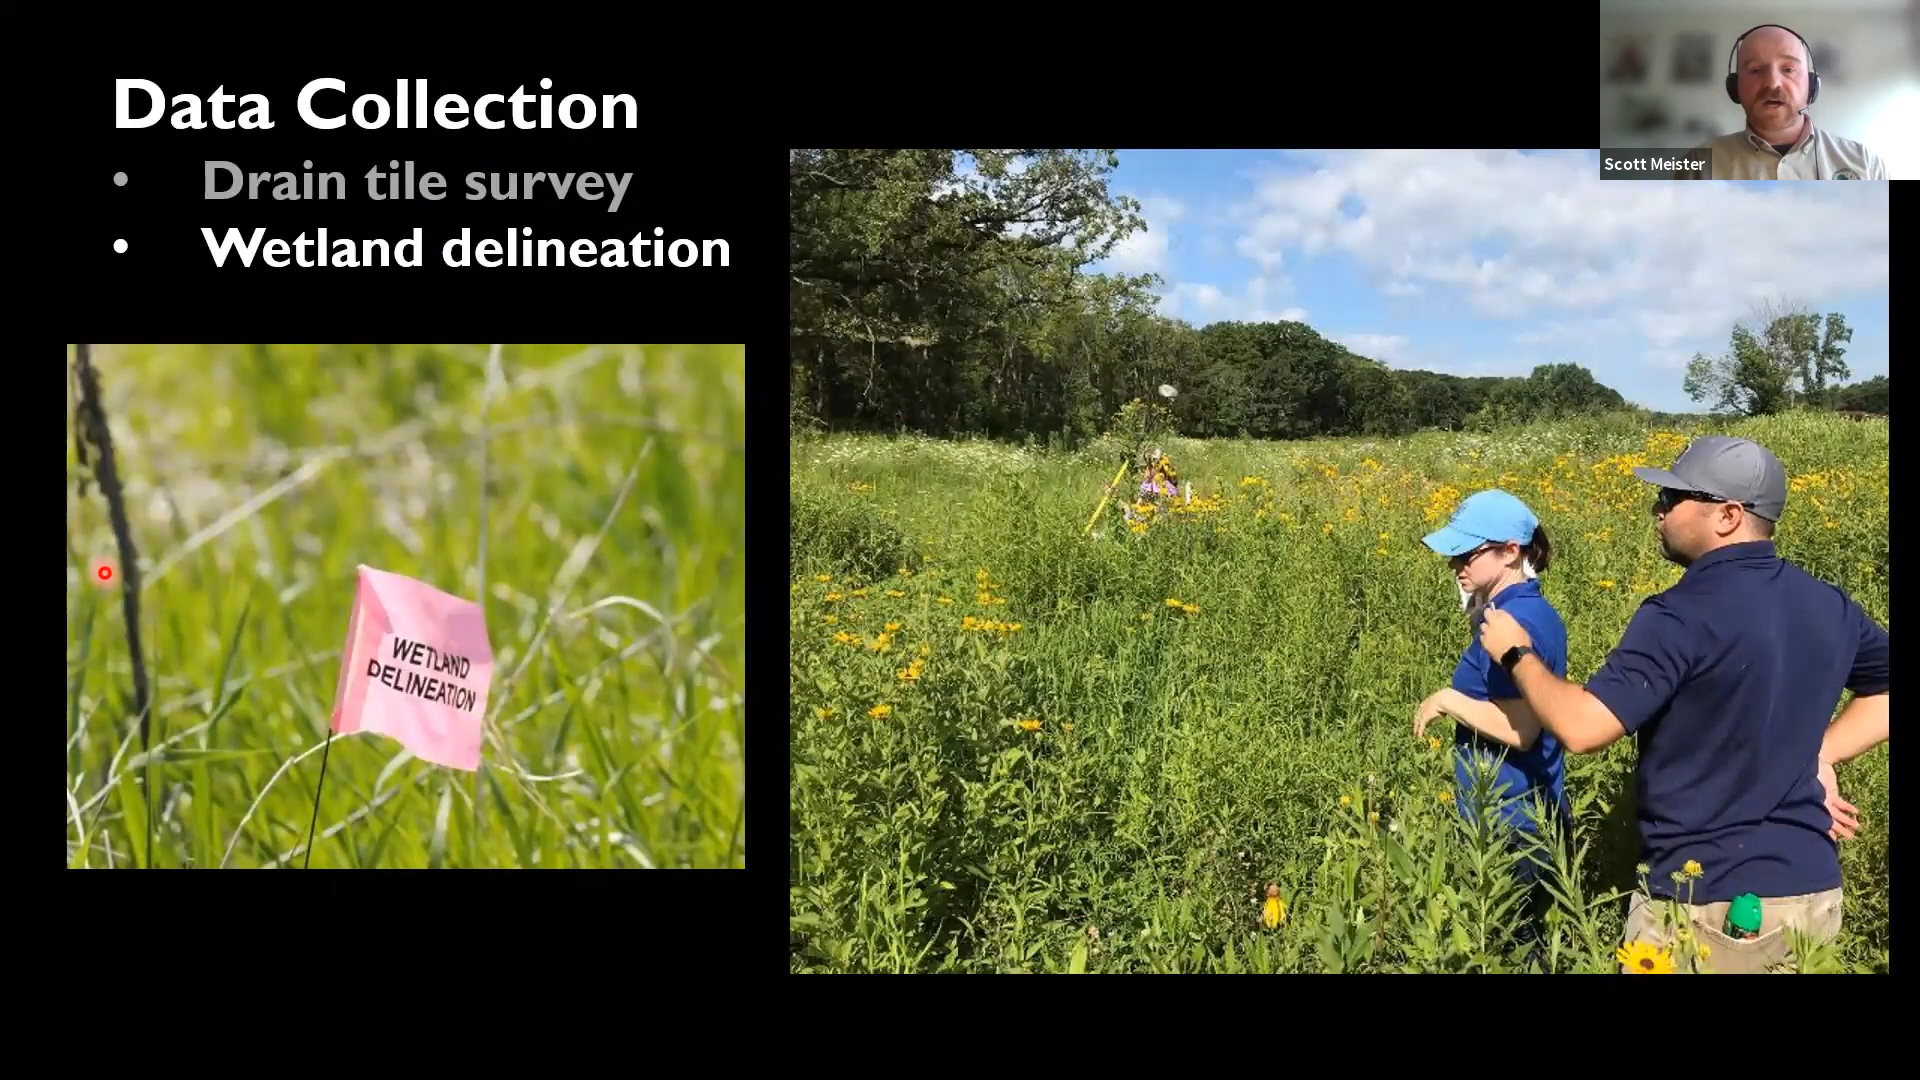 Data Collection
• Drain tile survey
• Wetland delineation
Scott Meister
WETLAND
DELINEATION